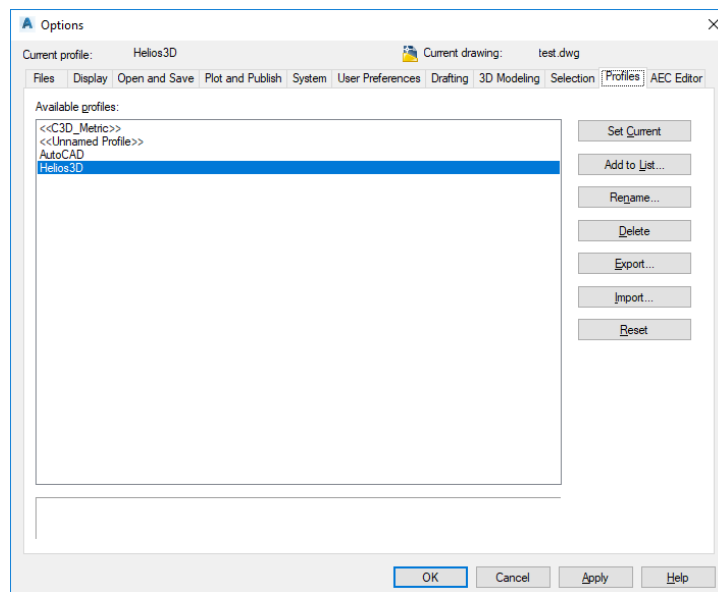 Options
Current profile: Helios3D Current drawing: test.dwg
Files Display Open and Save Plot and Publish System User Preferences Drafting 3D Modeling Selection Profiles AEC Editor
Available profiles:
<<C3D_Metric>>
<<Unnamed Profile>>
AutoCAD
Helios3D
Set Current
Add to List...
Rename...
Delete
Export...
Import...
Reset
OK Cancel Apply Help